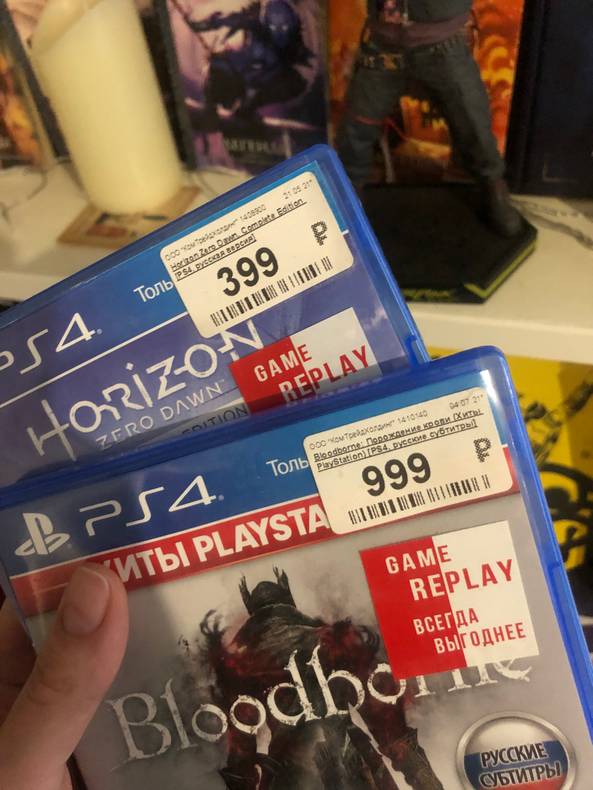 ООО "КомТрейдХолдинг" 1408900 21.05.21"
Horizon Zero Dawn. Complete Edition
[PS4, русская версия]
399 ₽
PS4
Толь
HORIZON
ZERO DAWN
EDITION
GAME
REPLAY
ООО "КомТрейдХолдинг" 1410140 04.07.21"
Bloodborne: Порождение крови (Хиты
PlayStation) [PS4, русские субтитры]
999 ₽
PS4
Толь
ХИТЫ PLAYSTA
GAME
REPLAY
ВСЕГДА
ВЫГОДНЕЕ
Bloodborne
РУССКИЕ
СУБТИТРЫ